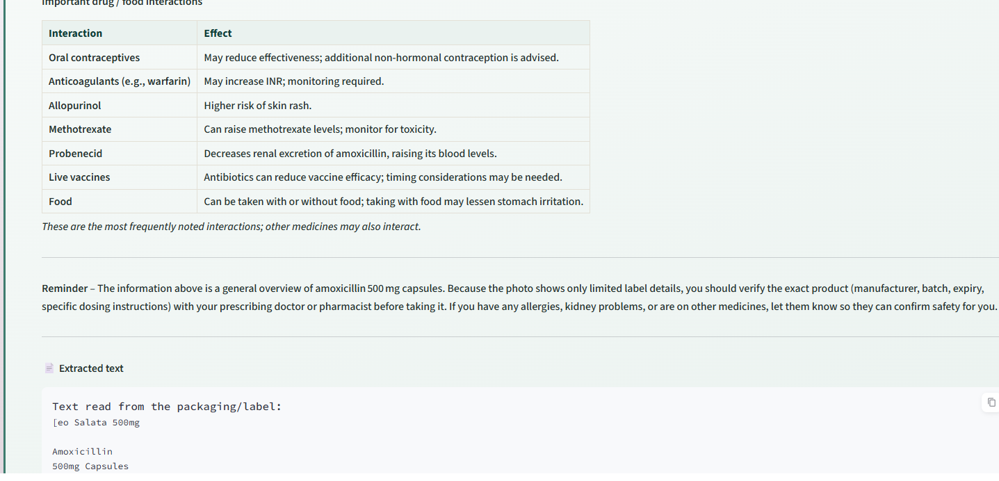 Important drug / food interactions
Interaction Effect
Oral contraceptives May reduce effectiveness; additional non-hormonal contraception is advised.
Anticoagulants (e.g., warfarin) May increase INR; monitoring required.
Allopurinol Higher risk of skin rash.
Methotrexate Can raise methotrexate levels; monitor for toxicity.
Probenecid Decreases renal excretion of amoxicillin, raising its blood levels.
Live vaccines Antibiotics can reduce vaccine efficacy; timing considerations may be needed.
Food Can be taken with or without food; taking with food may lessen stomach irritation.
These are the most frequently noted interactions; other medicines may also interact.
Reminder – The information above is a general overview of amoxicillin 500 mg capsules. Because the photo shows only limited label details, you should verify the exact product (manufacturer, batch, expiry,
specific dosing instructions) with your prescribing doctor or pharmacist before taking it. If you have any allergies, kidney problems, or are on other medicines, let them know so they can confirm safety for you.
Extracted text
Text read from the packaging/label:
[eo Salata 500mg
Amoxicillin
500mg Capsules